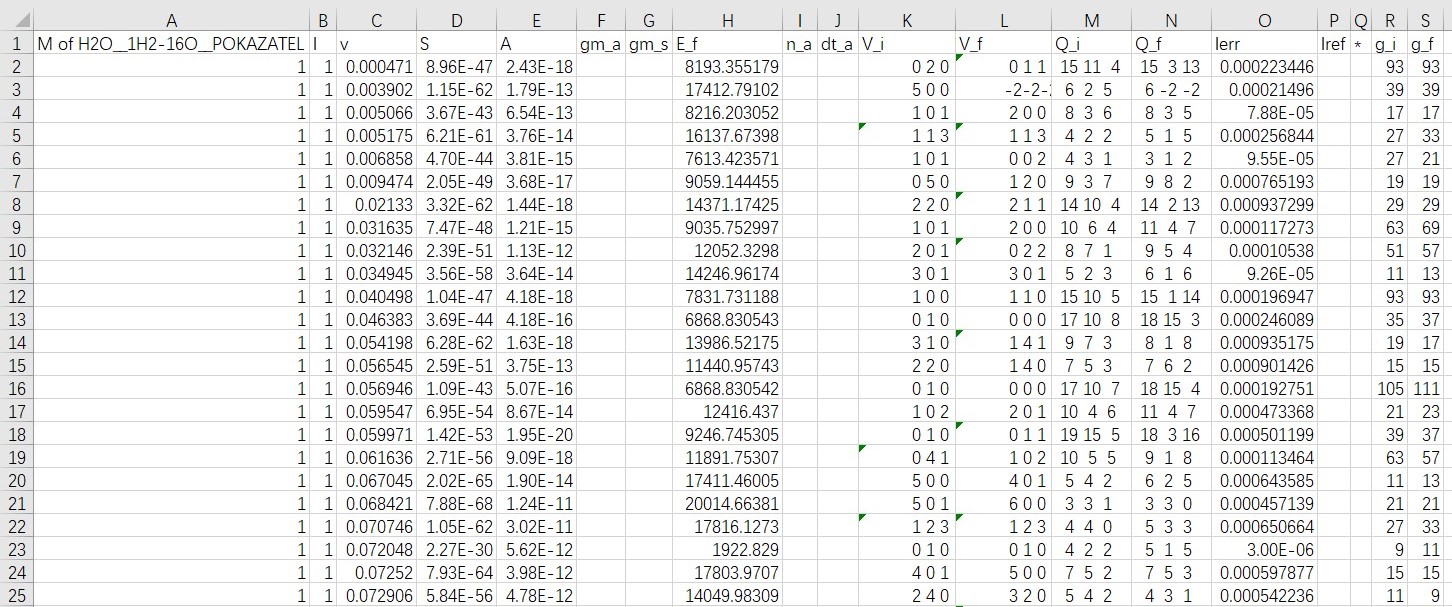 A B C D E F G H I J K L M N O P Q R S
1 M of H2O__1H2-16O__POKAZATEL I v S A gm_a gm_s E_f n_a dt_a V_i V_f Q_i Q_f Ierr Iref * g_i g_f
2 1 1 0.000471 8.96E-47 2.43E-18 8193.355179 0 2 0 0 1 1 15 11 4 15 3 13 0.000223446 93 93
3 1 1 0.003902 1.15E-62 1.79E-13 17412.79102 5 0 0 -2-2- 6 2 5 6 -2 -2 0.00021496 39 39
4 1 1 0.005066 3.67E-43 6.54E-13 8216.203052 1 0 1 2 0 0 8 3 6 8 3 5 7.88E-05 17 17
5 1 1 0.005175 6.21E-61 3.76E-14 16137.67398 1 1 3 1 1 3 4 2 2 5 1 5 0.000256844 27 33
6 1 1 0.006858 4.70E-44 3.81E-15 7613.423571 1 0 1 0 0 2 4 3 1 3 1 2 9.55E-05 27 21
7 1 1 0.009474 2.05E-49 3.68E-17 9059.144455 0 5 0 1 2 0 9 3 7 9 8 2 0.000765193 19 19
8 1 1 0.02133 3.32E-62 1.44E-18 14371.17425 2 2 0 2 1 1 14 10 4 14 2 13 0.000937299 29 29
9 1 1 0.031635 7.47E-48 1.21E-15 9035.752997 1 0 1 2 0 0 10 6 4 11 4 7 0.000117273 63 69
10 1 1 0.032146 2.39E-51 1.13E-12 12052.3298 2 0 1 0 2 2 8 7 1 9 5 4 0.00010538 51 57
11 1 1 0.034945 3.56E-58 3.64E-14 14246.96174 3 0 1 3 0 1 5 2 3 6 1 6 9.26E-05 11 13
12 1 1 0.040498 1.04E-47 4.18E-18 7831.731188 1 0 0 1 1 0 15 10 5 15 1 14 0.000196947 93 93
13 1 1 0.046383 3.69E-44 4.18E-16 6868.830543 0 1 0 0 0 0 17 10 8 18 15 3 0.000246089 35 37
14 1 1 0.054198 6.28E-62 1.63E-18 13986.52175 3 1 0 1 4 1 9 7 3 8 1 8 0.000935175 19 17
15 1 1 0.056545 2.59E-51 3.75E-13 11440.95743 2 2 0 1 4 0 7 5 3 7 6 2 0.000901426 15 15
16 1 1 0.056946 1.09E-43 5.07E-16 6868.830542 0 1 0 0 0 0 17 10 7 18 15 4 0.000192751 105 111
17 1 1 0.059547 6.95E-54 8.67E-14 12416.437 1 0 2 2 0 1 10 4 6 11 4 7 0.000473368 21 23
18 1 1 0.059971 1.42E-53 1.95E-20 9246.745305 0 1 0 0 1 1 19 15 5 18 3 16 0.000501199 39 37
19 1 1 0.061636 2.71E-56 9.09E-18 11891.75307 0 4 1 1 0 2 10 5 5 9 1 8 0.000113464 63 57
20 1 1 0.067045 2.02E-65 1.90E-14 17411.46005 5 0 0 4 0 1 5 4 2 6 2 5 0.000643585 11 13
21 1 1 0.068421 7.88E-68 1.24E-11 20014.66381 5 0 1 6 0 0 3 3 1 3 3 0 0.000457139 21 21
22 1 1 0.070746 1.05E-62 3.02E-11 17816.1273 1 2 3 1 2 3 4 4 0 5 3 3 0.000650664 27 33
23 1 1 0.072048 2.27E-30 5.62E-12 1922.829 0 1 0 0 1 0 4 2 2 5 1 5 3.00E-06 9 11
24 1 1 0.07252 7.93E-64 3.98E-12 17803.9707 4 0 1 5 0 0 7 5 2 7 5 3 0.000597877 15 15
25 1 1 0.072906 5.84E-56 4.78E-12 14049.98309 2 4 0 3 2 0 5 4 2 4 3 1 0.000542236 11 9